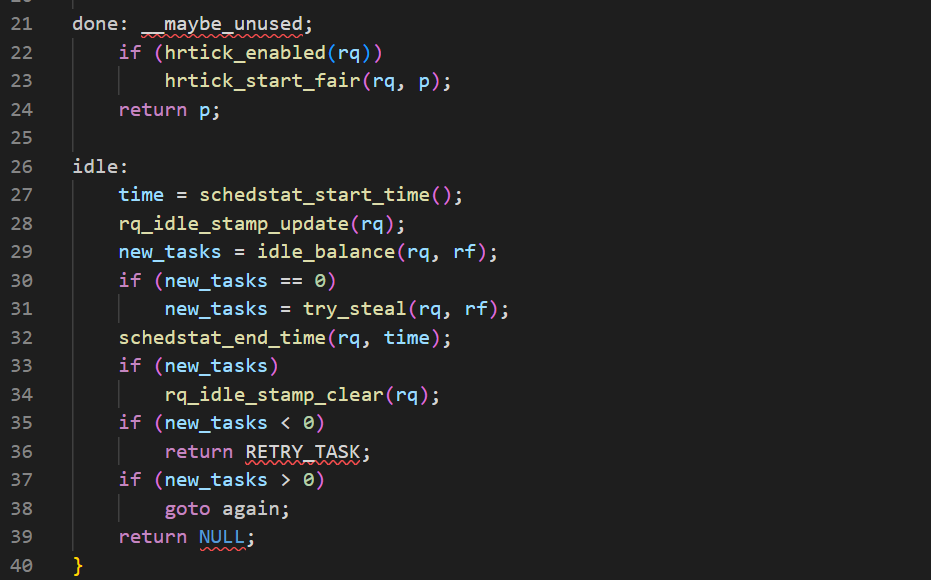 21 done: __maybe_unused;
22     if (hrtick_enabled(rq))
23         hrtick_start_fair(rq, p);
24     return p;
25
26 idle:
27     time = schedstat_start_time();
28     rq_idle_stamp_update(rq);
29     new_tasks = idle_balance(rq, rf);
30     if (new_tasks == 0)
31         new_tasks = try_steal(rq, rf);
32     schedstat_end_time(rq, time);
33     if (new_tasks)
34         rq_idle_stamp_clear(rq);
35     if (new_tasks < 0)
36         return RETRY_TASK;
37     if (new_tasks > 0)
38         goto again;
39     return NULL;
40 }